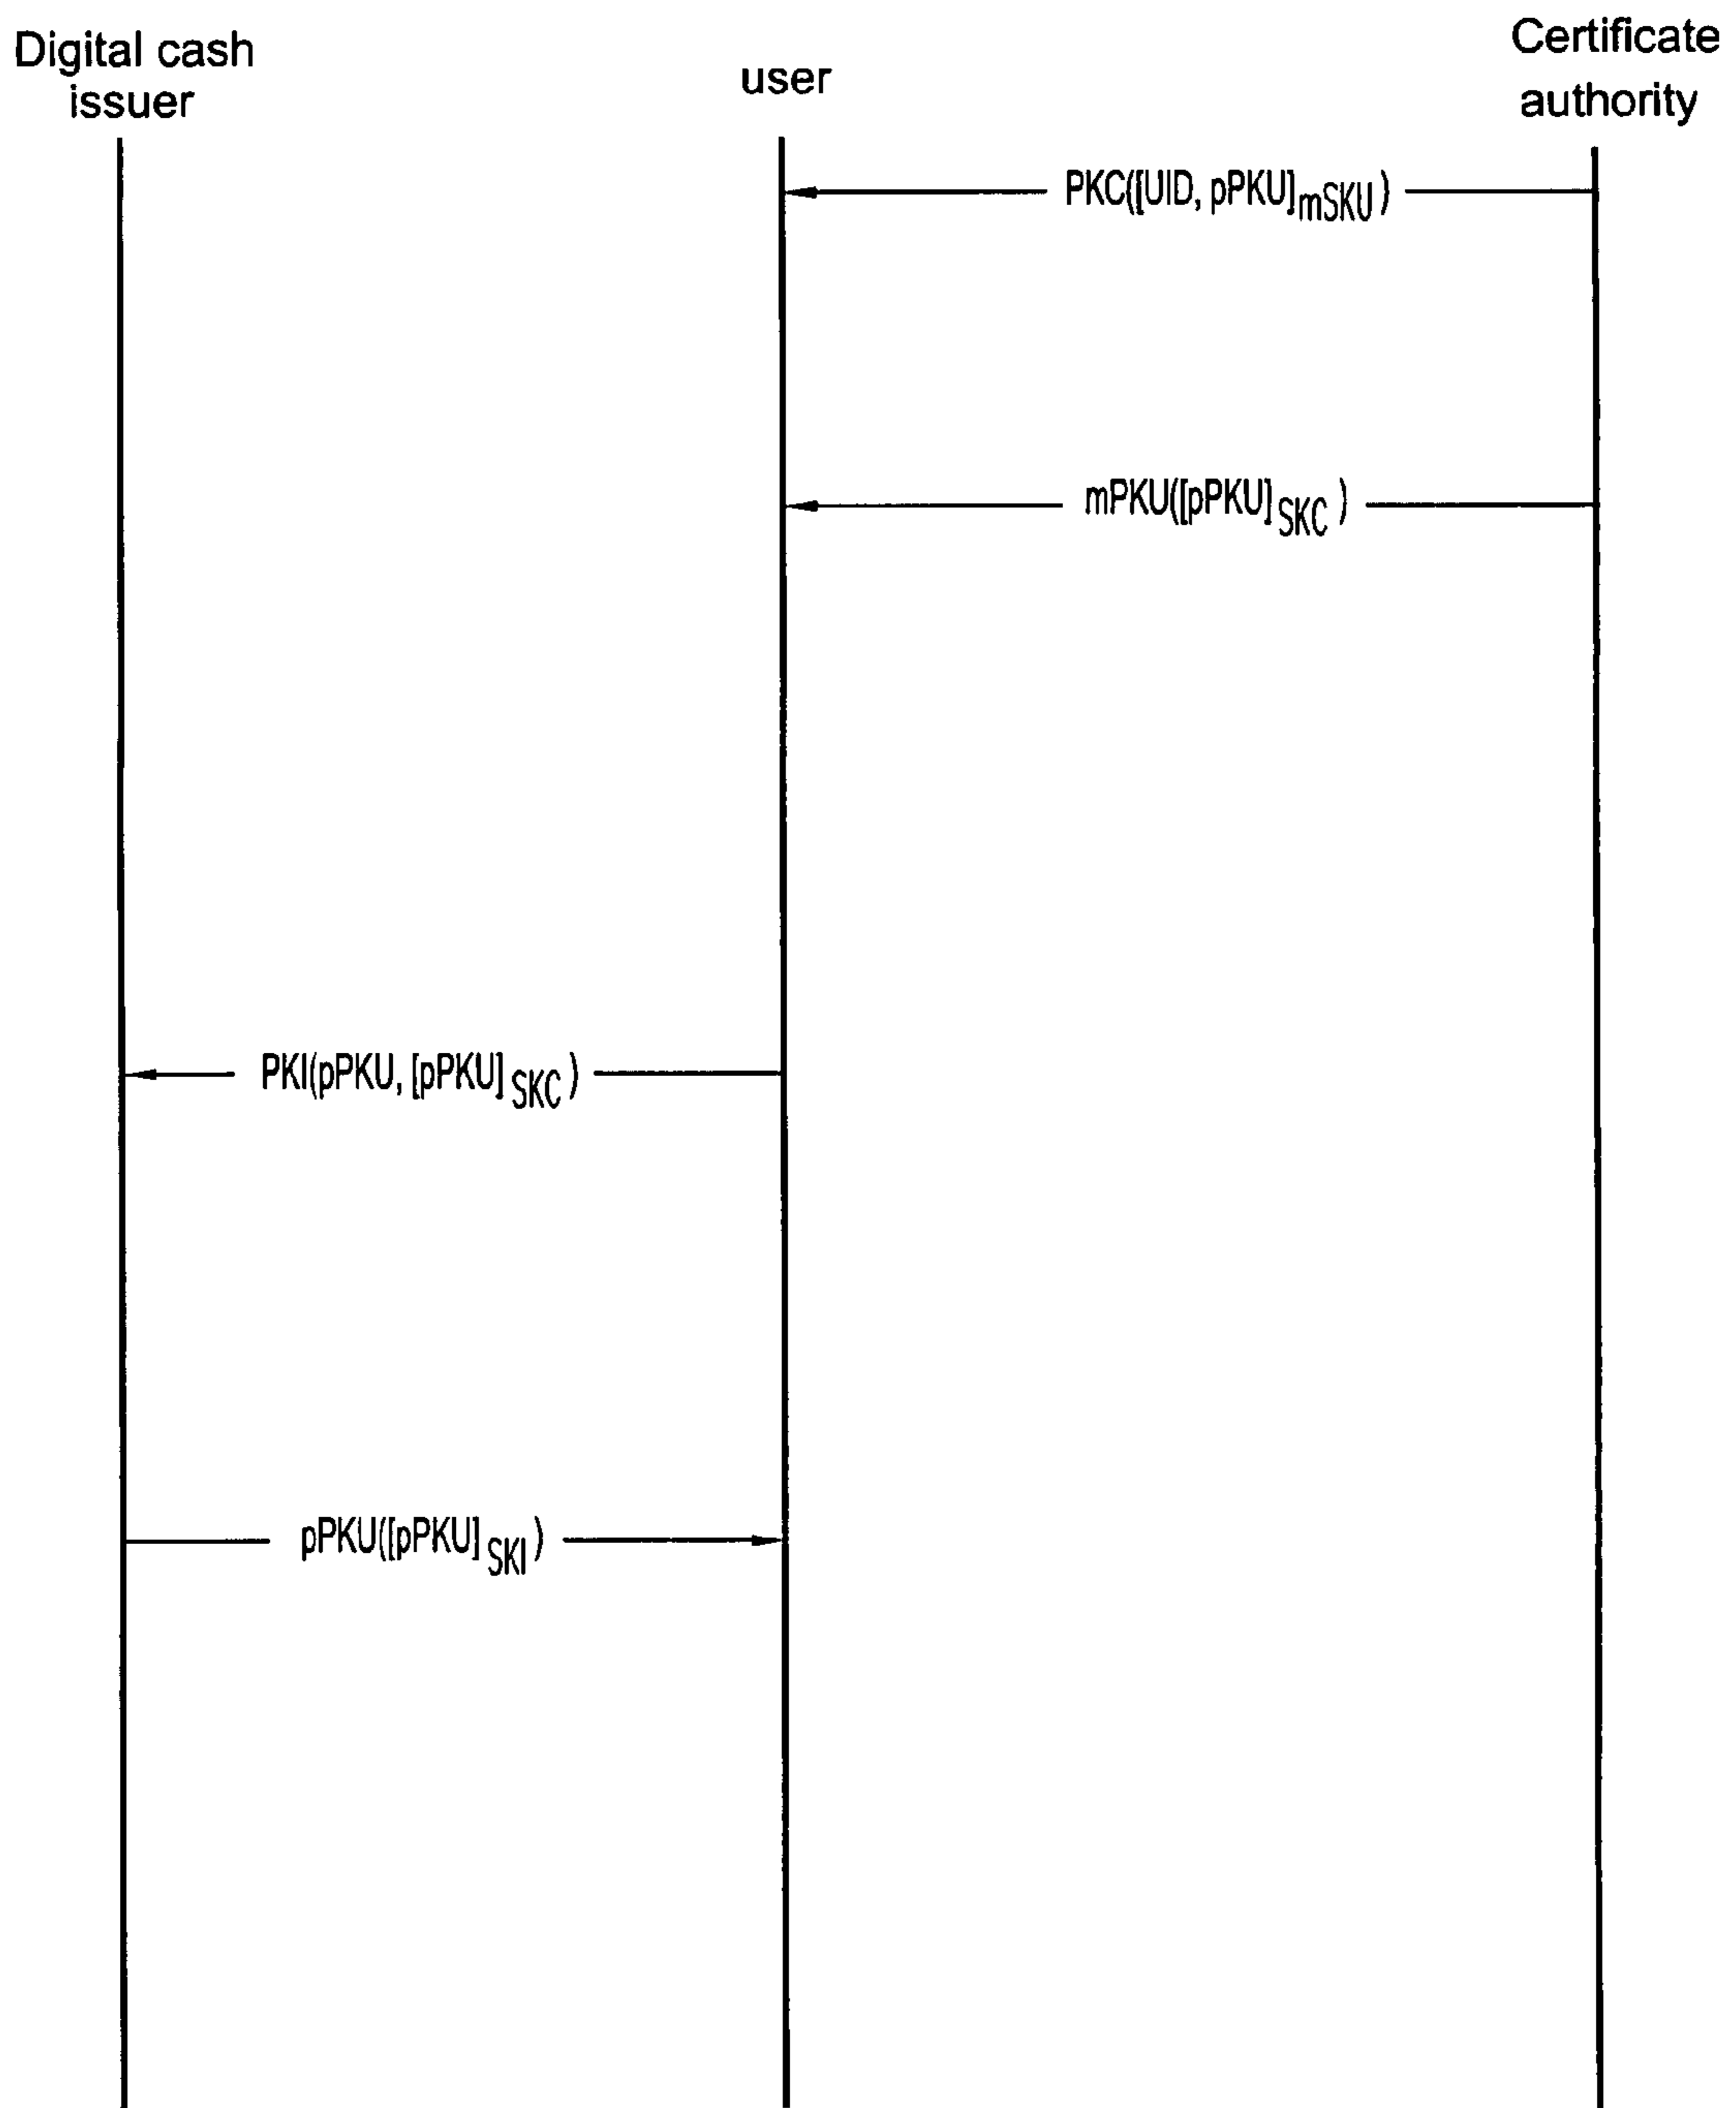 Digital cash
issuer
user
Certificate
authority
PKC([UID, pPKU]mSKU)
mPKU([pPKU]SKC)
PKI(pPKU, [pPKU]SKC)
pPKU([pPKU]SKI)